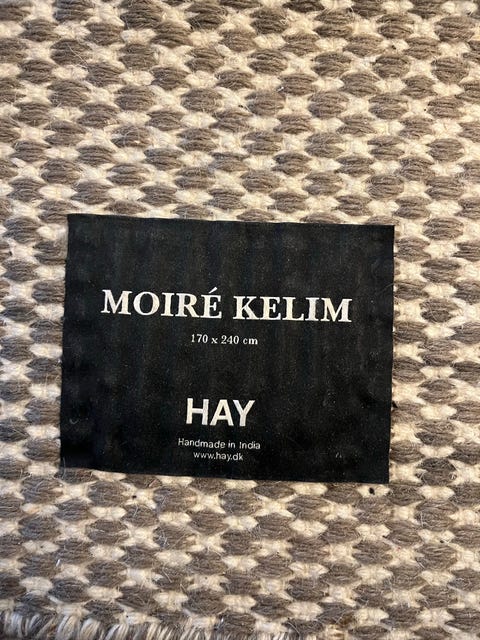 MOIRÉ KELIM
170 x 240 cm
HAY
Handmade in India
www.hay.dk